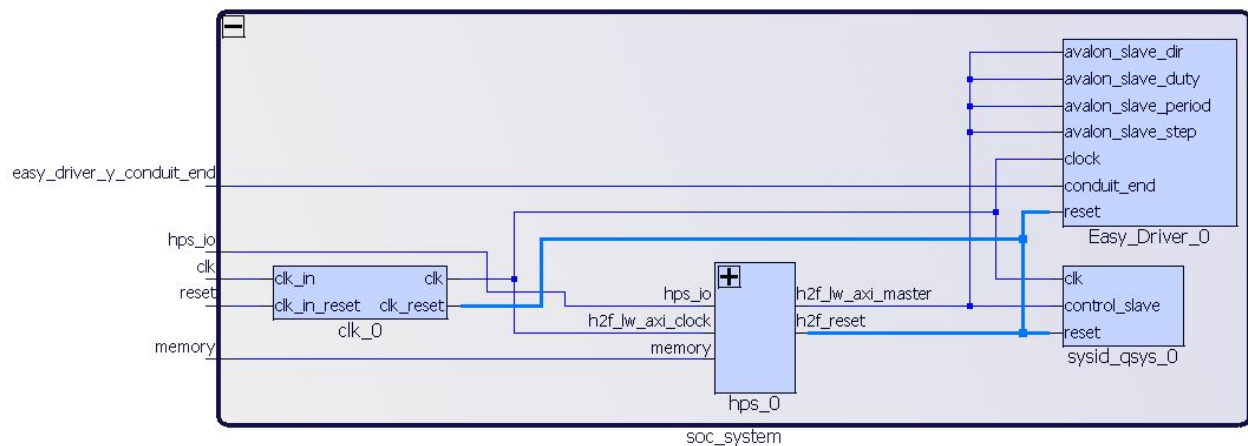 easy_driver_y_conduit_end
hps_io
clk
reset
memory
clk_in
clk
clk_in_reset
clk_reset
clk_0
hps_io
h2f_lw_axi_master
h2f_lw_axi_clock
h2f_reset
memory
hps_0
avalon_slave_dir
avalon_slave_duty
avalon_slave_period
avalon_slave_step
clock
conduit_end
reset
Easy_Driver_0
clk
control_slave
reset
sysid_qsys_0
soc_system